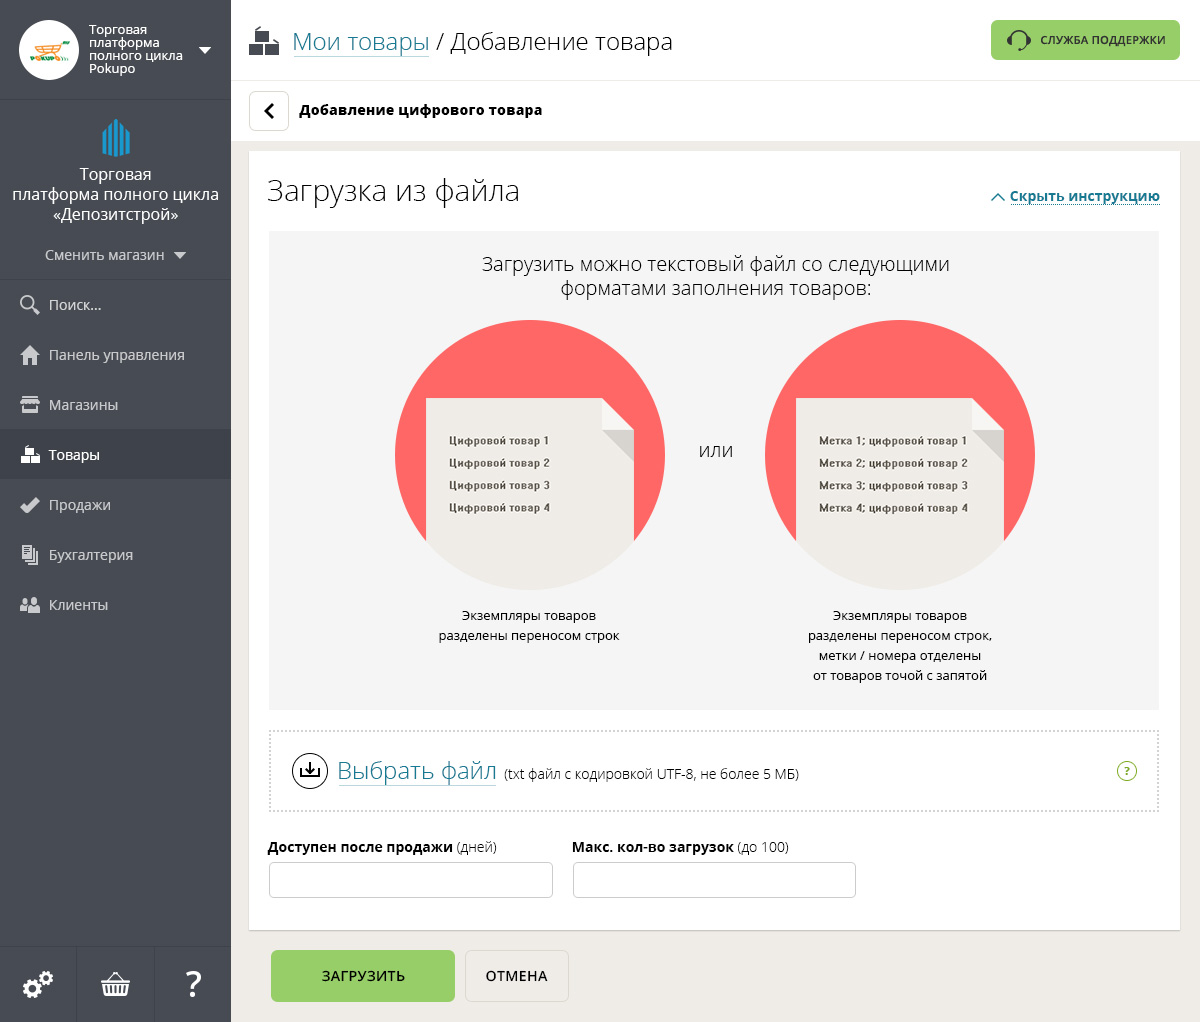 Торговая
платформа
полного цикла
Pokupo
POKUPO
Торговая
платформа полного цикла
«Депозитстрой»
Сменить магазин
Поиск...
Панель управления
Магазины
Товары
Продажи
Бухгалтерия
Клиенты
?
Мои товары / Добавление товара
СЛУЖБА ПОДДЕРЖКИ
Добавление цифрового товара
Загрузка из файла
Скрыть инструкцию
Загрузить можно текстовый файл со следующими
форматами заполнения товаров:
Цифровой товар 1
Цифровой товар 2
Цифровой товар 3
Цифровой товар 4
ИЛИ
Метка 1; цифровой товар 1
Метка 2; цифровой товар 2
Метка 3; цифровой товар 3
Метка 4; цифровой товар 4
Экземпляры товаров
разделены переносом строк
Экземпляры товаров
разделены переносом строк,
метки / номера отделены
от товаров точой с запятой
Выбрать файл (txt файл с кодировкой UTF-8, не более 5 МБ)
?
Доступен после продажи (дней)
Макс. кол-во загрузок (до 100)
ЗАГРУЗИТЬ
ОТМЕНА